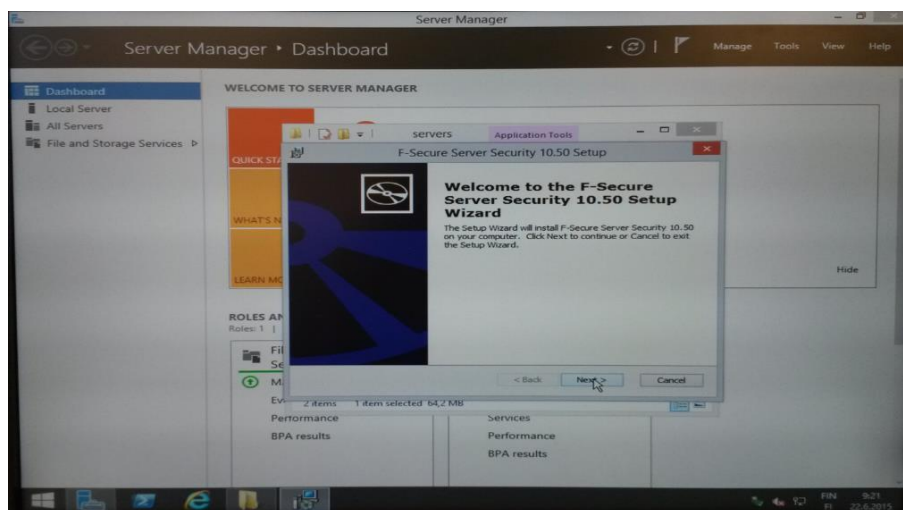 Server Manager
Server Manager • Dashboard
Manage Tools View Help
Dashboard
Local Server
All Servers
File and Storage Services
WELCOME TO SERVER MANAGER
servers
Application Tools
F-Secure Server Security 10.50 Setup
QUICK
Welcome to the F-Secure
Server Security 10.50 Setup
Wizard
The Setup Wizard will install F-Secure Server Security 10.50
on your computer. Click Next to continue or Cancel to exit
the Setup Wizard.
WHAT'S
LEARN
Hide
ROLES
Roles: 1
< Back Next > Cancel
2 items 1 item selected 64,2 MB
Performance
BPA results
Services
Performance
BPA results
FIN 9:21
FI 22.6.2015